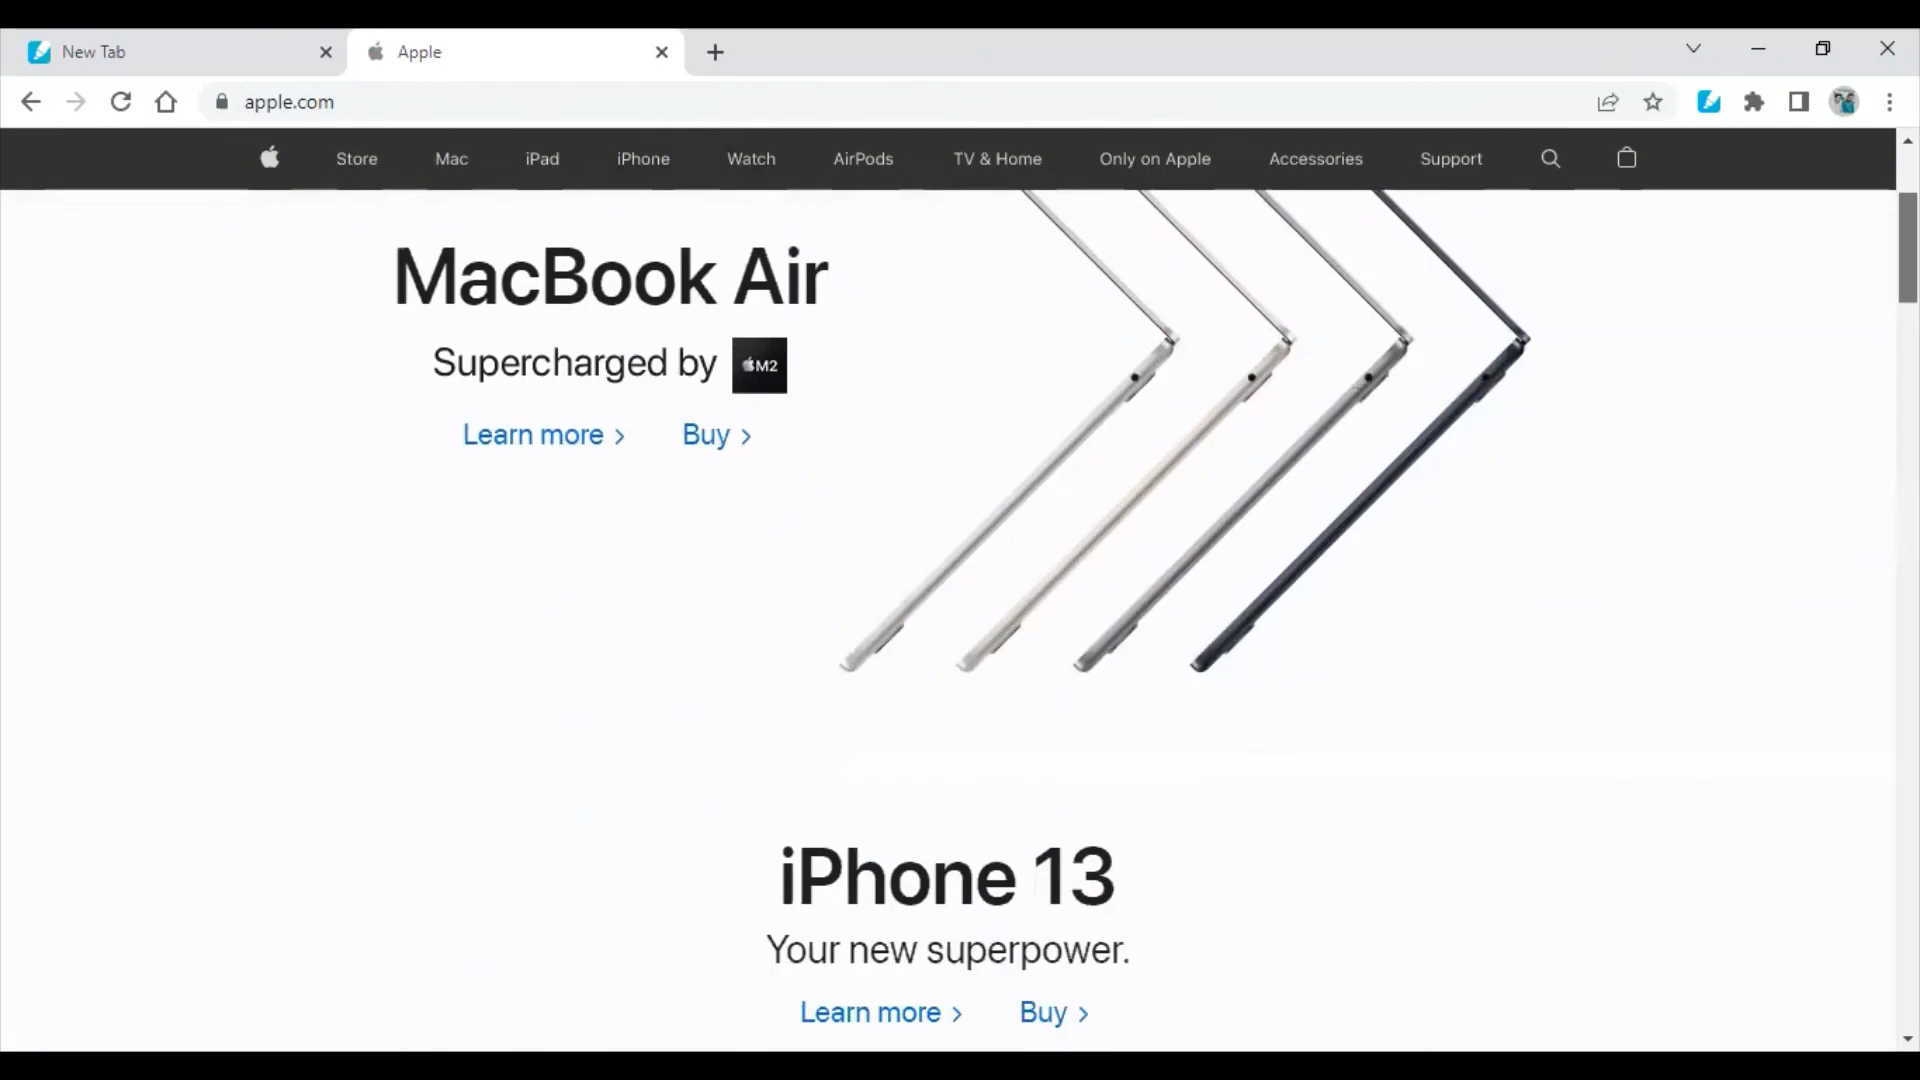 New Tab
Apple
apple.com
Store Mac iPad iPhone Watch AirPods TV & Home Only on Apple Accessories Support
MacBook Air
Supercharged by M2
Learn more > Buy >
iPhone 13
Your new superpower.
Learn more > Buy >